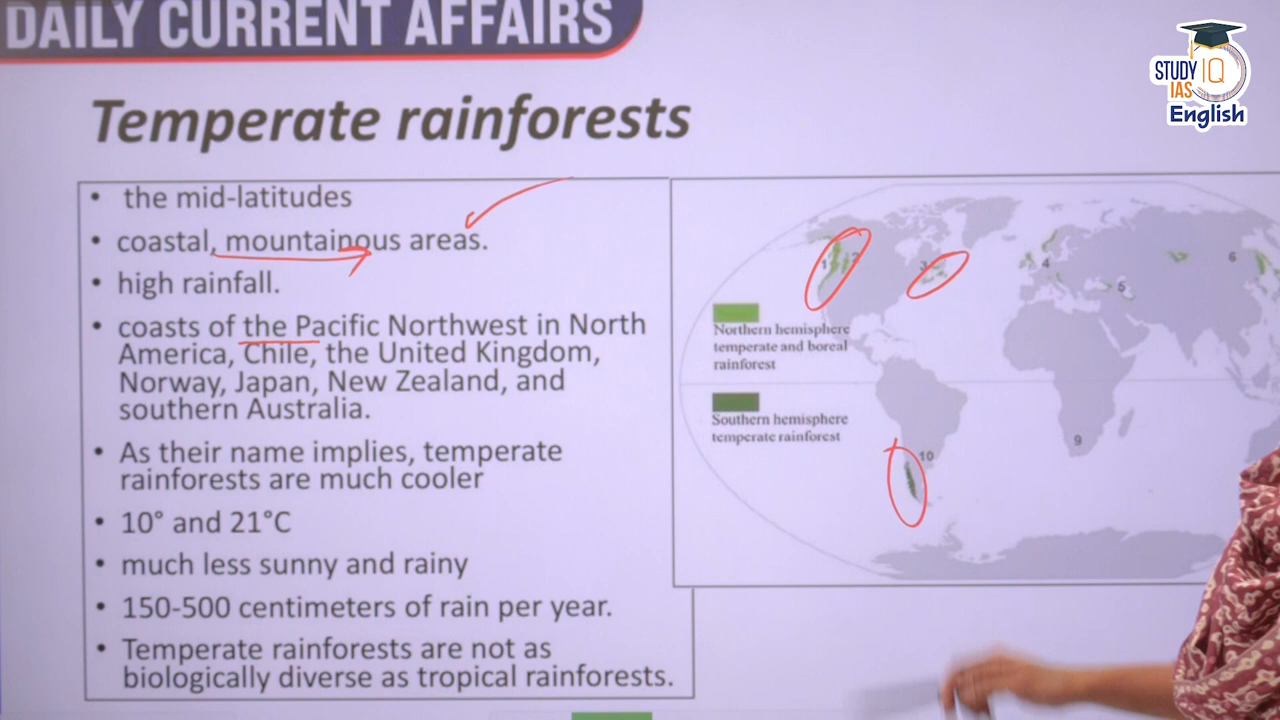 DAILY CURRENT AFFAIRS
STUDY IQ
IAS
English
Temperate rainforests
• the mid-latitudes
• coastal, mountainous areas.
• high rainfall.
• coasts of the Pacific Northwest in North
America, Chile, the United Kingdom,
Norway, Japan, New Zealand, and
southern Australia.
• As their name implies, temperate
rainforests are much cooler
• 10° and 21°C
• much less sunny and rainy
• 150-500 centimeters of rain per year.
• Temperate rainforests are not as
biologically diverse as tropical rainforests.
1 2 3 4 5 6
Northern hemisphere
temperate and boreal
rainforest
Southern hemisphere
temperate rainforest
9
10